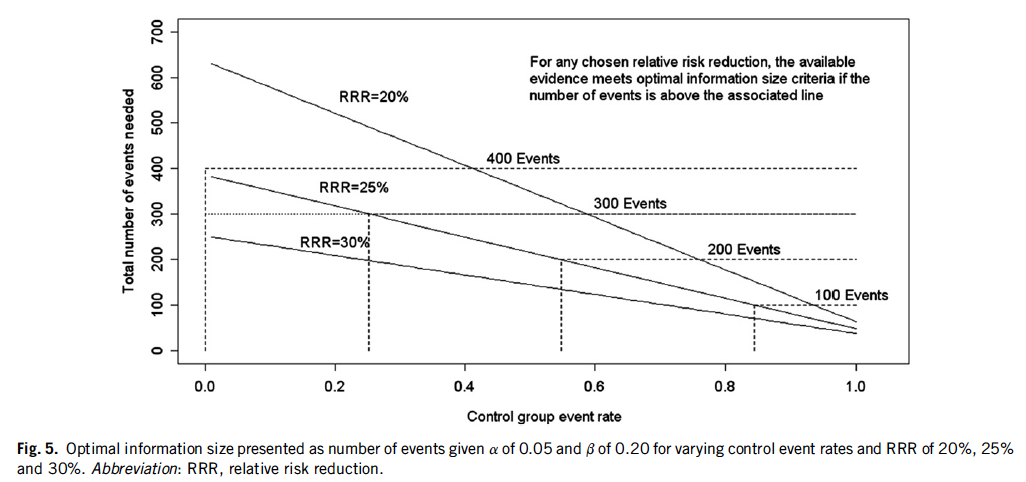 Total number of events needed
700
600
500
400
300
200
100
0
For any chosen relative risk reduction, the available
evidence meets optimal information size criteria if the
number of events is above the associated line
RRR=20%
400 Events
RRR=25%
300 Events
RRR=30%
200 Events
100 Events
0.0 0.2 0.4 0.6 0.8 1.0
Control group event rate
Fig. 5. Optimal information size presented as number of events given α of 0.05 and β of 0.20 for varying control event rates and RRR of 20%, 25%
and 30%. Abbreviation: RRR, relative risk reduction.